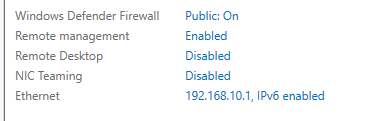 Windows Defender Firewall Public: On
Remote management Enabled
Remote Desktop Disabled
NIC Teaming Disabled
Ethernet 192.168.10.1, IPv6 enabled